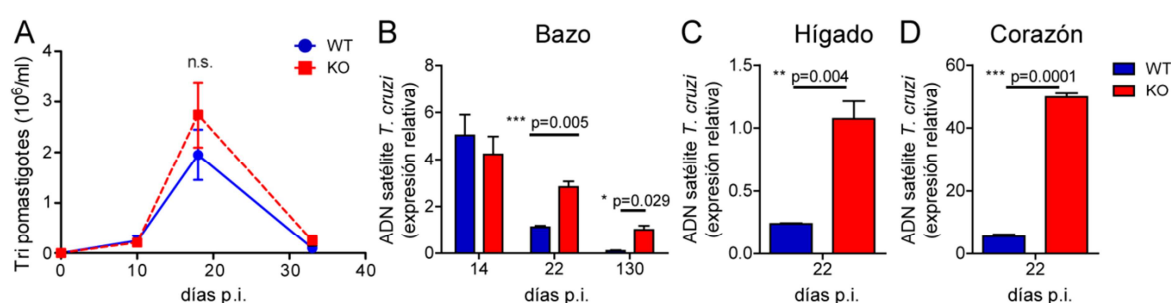 A
WT
KO
n.s.
Tri pomastigotes (10⁶/ml)
4
3
2
1
0
0 10 20 30 40
días p.i.
B
Bazo
ADN satélite T. cruzi
(expresión relativa)
8
6
4
2
0
*** p=0.005
* p=0.029
14 22 130
días p.i.
C
Hígado
ADN satélite T. cruzi
(expresión relativa)
1.5
1.0
0.5
0.0
** p=0.004
22
días p.i.
D
Corazón
ADN satélite T. cruzi
(expresión relativa)
60
40
20
0
*** p=0.0001
22
días p.i.
WT
KO